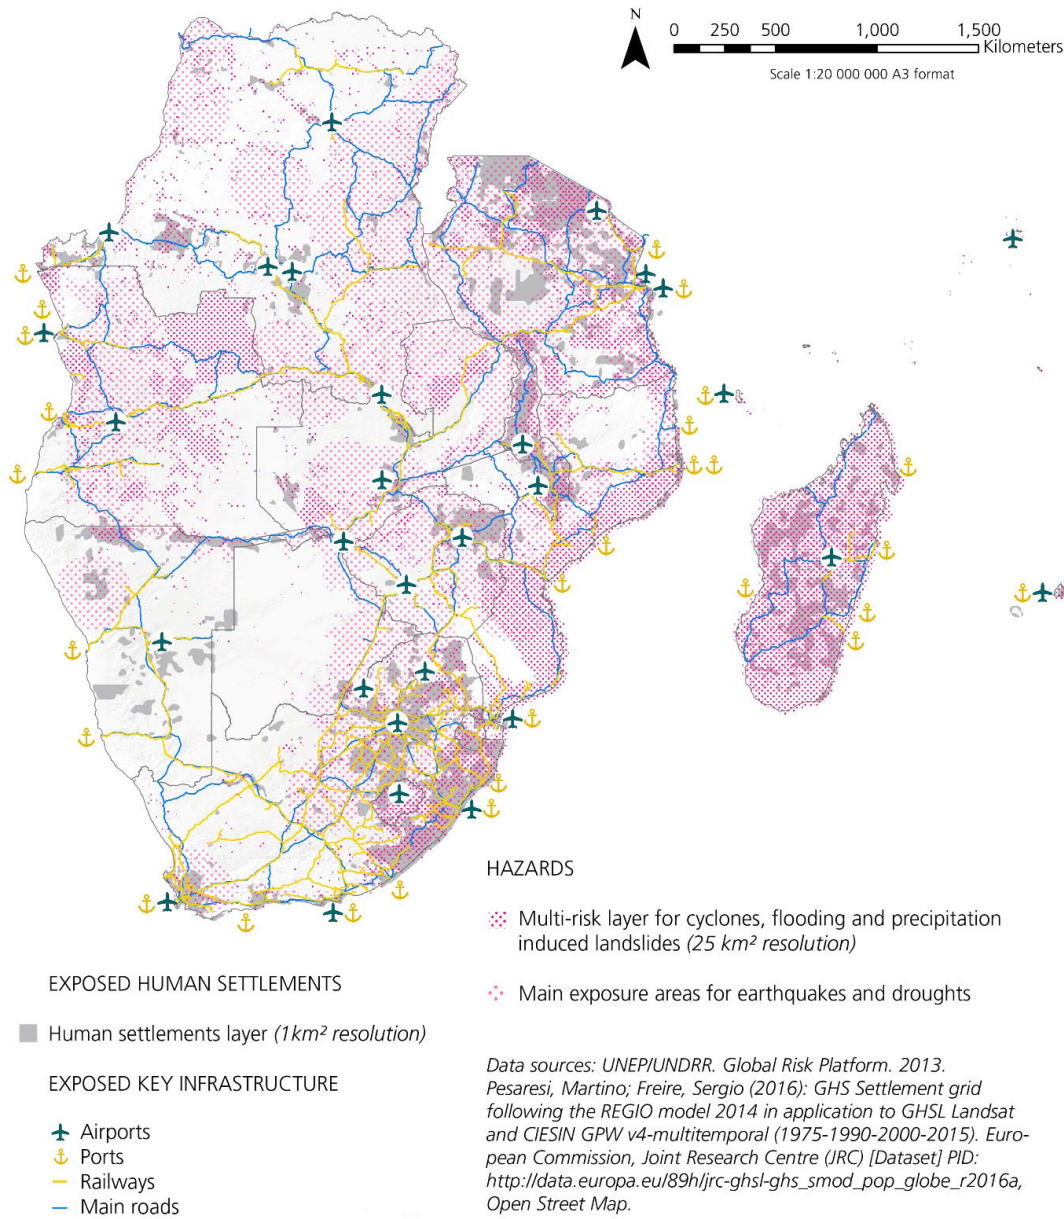 N
0 250 500 1,000 1,500
Kilometers
Scale 1:20 000 000 A3 format
HAZARDS
Multi-risk layer for cyclones, flooding and precipitation
induced landslides (25 km² resolution)
Main exposure areas for earthquakes and droughts
EXPOSED HUMAN SETTLEMENTS
Human settlements layer (1km² resolution)
EXPOSED KEY INFRASTRUCTURE
Airports
Ports
Railways
Main roads
Data sources: UNEP/UNDRR. Global Risk Platform. 2013.
Pesaresi, Martino; Freire, Sergio (2016): GHS Settlement grid
following the REGIO model 2014 in application to GHSL Landsat
and CIESIN GPW v4-multitemporal (1975-1990-2000-2015). Euro-
pean Commission, Joint Research Centre (JRC) [Dataset] PID:
http://data.europa.eu/89h/jrc-ghsl-ghs_smod_pop_globe_r2016a,
Open Street Map.